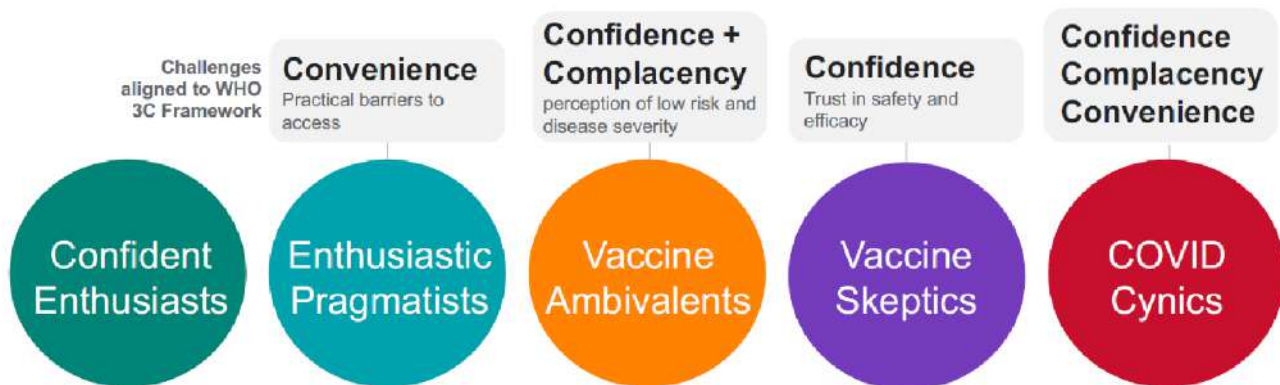 Challenges
aligned to WHO
3C Framework
Convenience
Practical barriers to
access
Confidence +
Complacency
perception of low risk and
disease severity
Confidence
Trust in safety and
efficacy
Confidence
Complacency
Convenience
Confident
Enthusiasts
Enthusiastic
Pragmatists
Vaccine
Ambivalents
Vaccine
Skeptics
COVID
Cynics